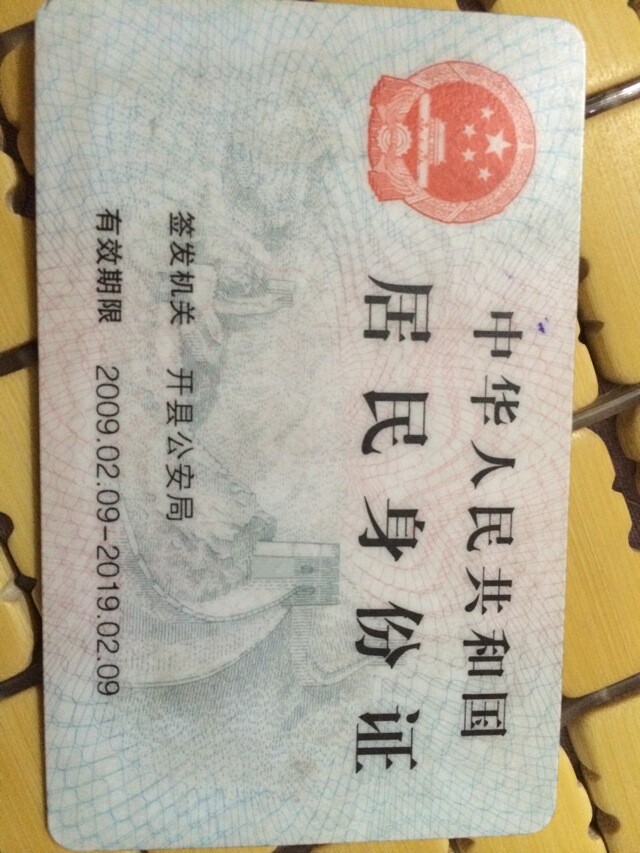 中华人民共和国
居民身份证
签发机关 开县公安局
有效期限 2009.02.09-2019.02.09